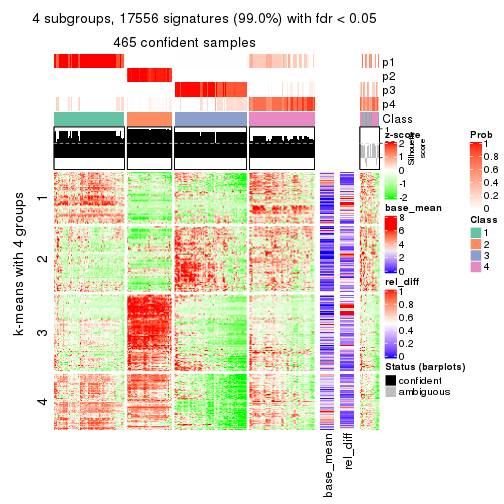 4 subgroups, 17556 signatures (99.0%) with fdr < 0.05
465 confident samples
p1
p2
p3
p4
Class
1
Silhouette
score
k-means with 4 groups
1
2
3
4
base_mean
rel_diff
z-score
2
1
0
-1
-2
base_mean
8
6
4
2
0
rel_diff
1
0.8
0.6
0.4
0.2
0
Status (barplots)
confident
ambiguous
Prob
1
0.8
0.6
0.4
0.2
0
Class
1
2
3
4